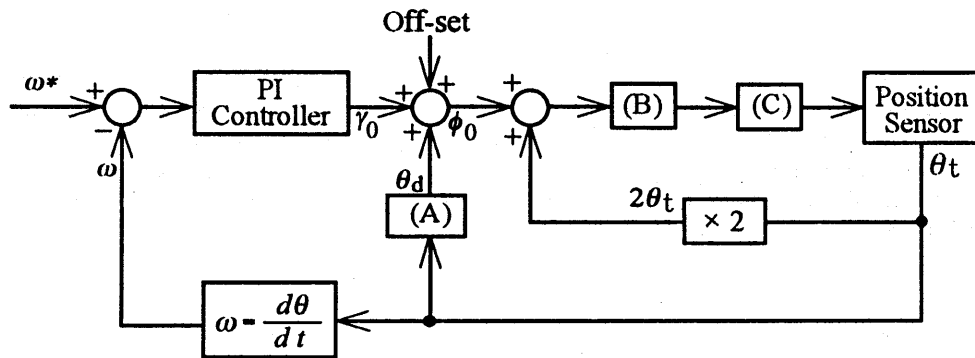 Off-set
ω*
+
−
PI
Controller
γ₀
+
+
+
ϕ₀
+
+
(B)
(C)
Position
Sensor
θt
ω
θd
(A)
2θt
× 2
ω = dθ
dt